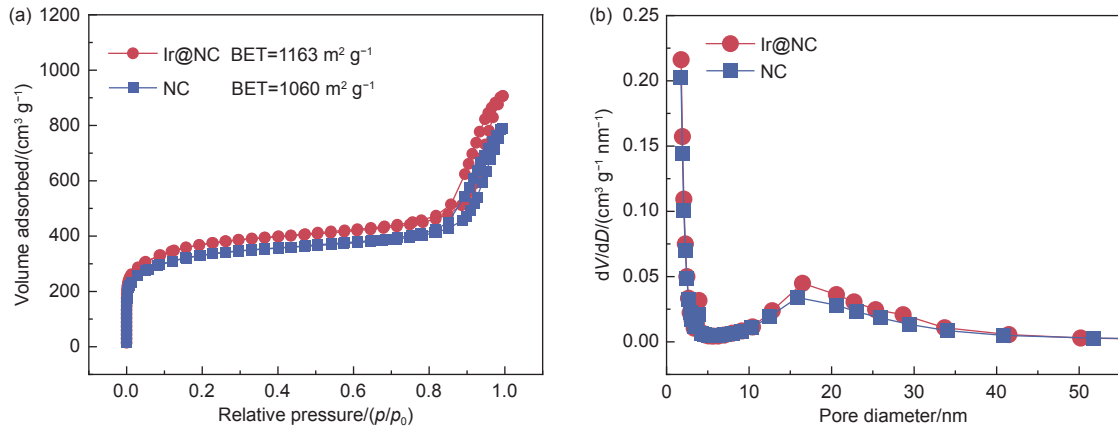 (a)
1200
1000
800
600
400
200
0
Volume adsorbed/(cm³ g⁻¹)
Ir@NC BET=1163 m² g⁻¹
NC BET=1060 m² g⁻¹
0.0 0.2 0.4 0.6 0.8 1.0
Relative pressure/(p/p₀)
(b)
0.25
0.20
0.15
0.10
0.05
0.00
dV/dD/(cm³ g⁻¹ nm⁻¹)
Ir@NC
NC
0 10 20 30 40 50
Pore diameter/nm